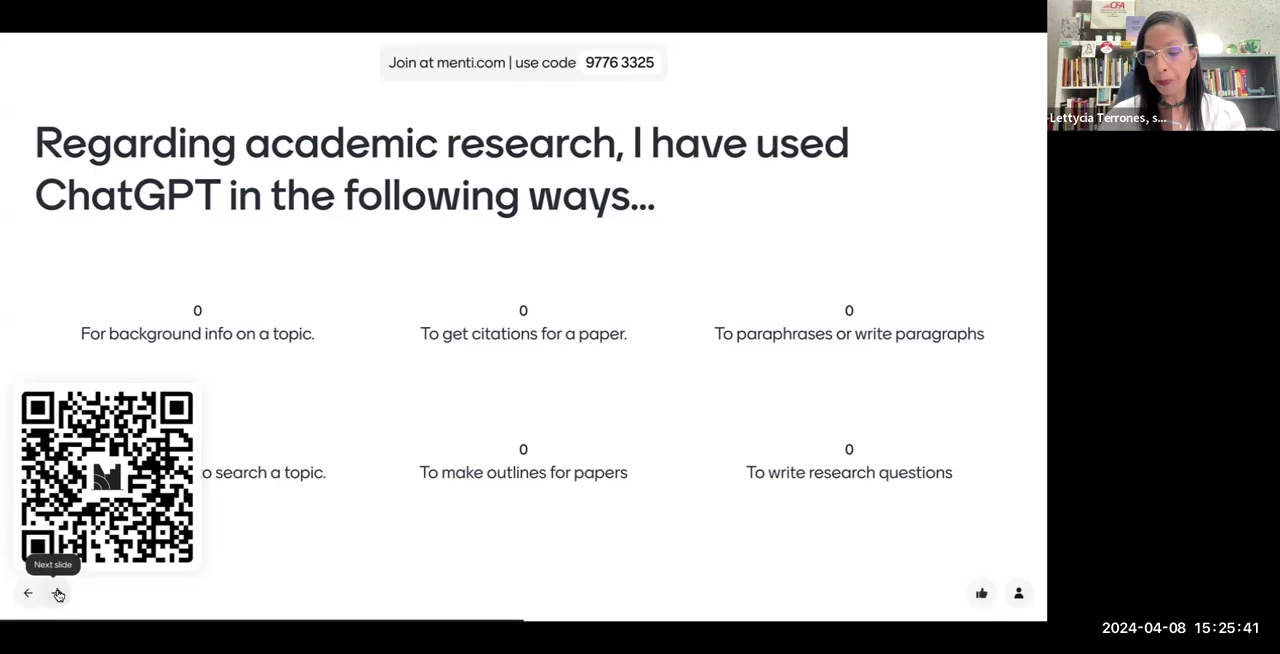 CFA
Join at menti.com | use code 9776 3325
Lettycia Terrones, s...
Regarding academic research, I have used
ChatGPT in the following ways...
0
0
0
For background info on a topic.
To get citations for a paper.
To paraphrases or write paragraphs
0
0
o search a topic.
To make outlines for papers
To write research questions
Next slide
2024-04-08 15:25:41